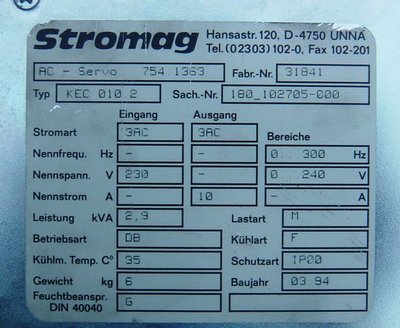 Stromag Hansastr. 120, D-4750 UNNA
Tel. (02303) 102-0, Fax 102-201
AC - Servo 754 1363 Fabr.-Nr. 31841
Typ KEC 010.2 Sach.-Nr. 180_102705-000
Eingang Ausgang
Stromart 3AC 3AC Bereiche
Nennfrequ. Hz - - 0...300 Hz
Nennspann. V 230 - 0...240 V
Nennstrom A - 10 - A
Leistung kVA 2,9 Lastart M
Betriebsart DB Kühlart F
Kühlm. Temp. C° 35 Schutzart IP00
Gewicht kg 6 Baujahr 03.94
Feuchtbeanspr. G
DIN 40040